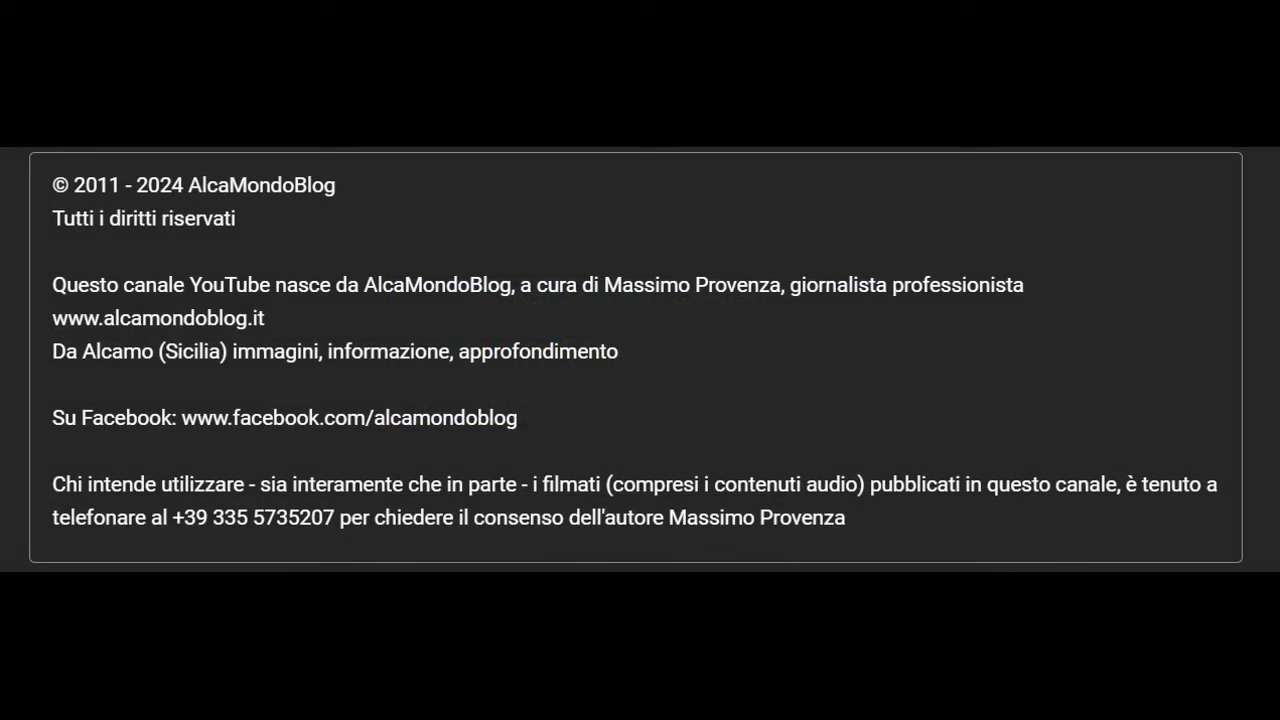 © 2011 - 2024 AlcaMondoBlog
Tutti i diritti riservati
Questo canale YouTube nasce da AlcaMondoBlog, a cura di Massimo Provenza, giornalista professionista
www.alcamondoblog.it
Da Alcamo (Sicilia) immagini, informazione, approfondimento
Su Facebook: www.facebook.com/alcamondoblog
Chi intende utilizzare - sia interamente che in parte - i filmati (compresi i contenuti audio) pubblicati in questo canale, è tenuto a
telefonare al +39 335 5735207 per chiedere il consenso dell'autore Massimo Provenza